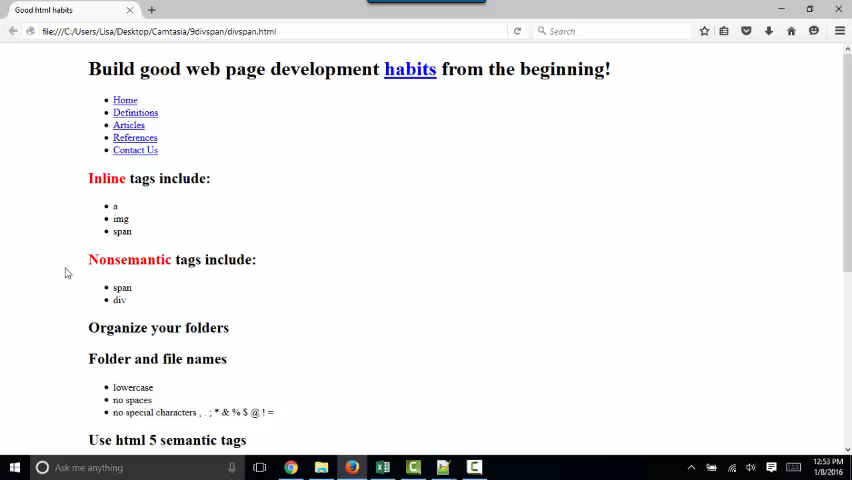 Good html habits
file:///C:/Users/Lisa/Desktop/Camtasia/9divspan/divspan.html
Search
Build good web page development habits from the beginning!
Home
Definitions
Articles
References
Contact Us
Inline tags include:
a
img
span
Nonsemantic tags include:
span
div
Organize your folders
Folder and file names
lowercase
no spaces
no special characters , . ; * & % $ @ ! =
Use html 5 semantic tags
Ask me anything
12:53 PM
1/8/2016